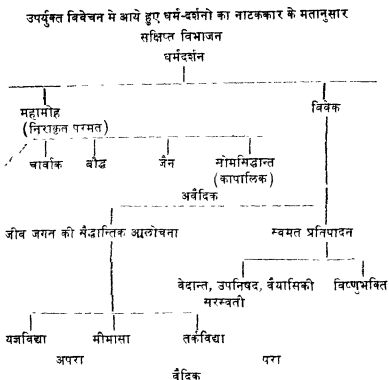 उपर्युक्त विवेचन मे आये हुए धर्म-दर्शनो का नाटककार के मतानुसार
सक्षिप्त विभाजन
धर्मदर्शन
महामोह विवेक
(निराकृत परमत)
चार्वाक बौद्ध जैन सोमसिद्धान्त
(कापालिक)
अवैदिक
जीव जगत की सैद्धान्तिक आलोचना स्वमत प्रतिपादन
वेदान्त, उपनिषद, वैयासिकी विष्णुभक्ति
सरस्वती
यज्ञविद्या मीमासा तर्कविद्या
अपरा परा
वैदिक